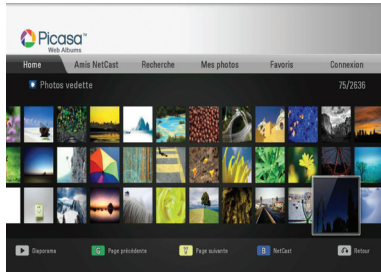 Picasa™
Web Albums
Home Amis NetCast Recherche Mes photos Favoris Connexion
Photos vedette 75/2636
Diaporama G Page précédente Page suivante B NetCast Retour